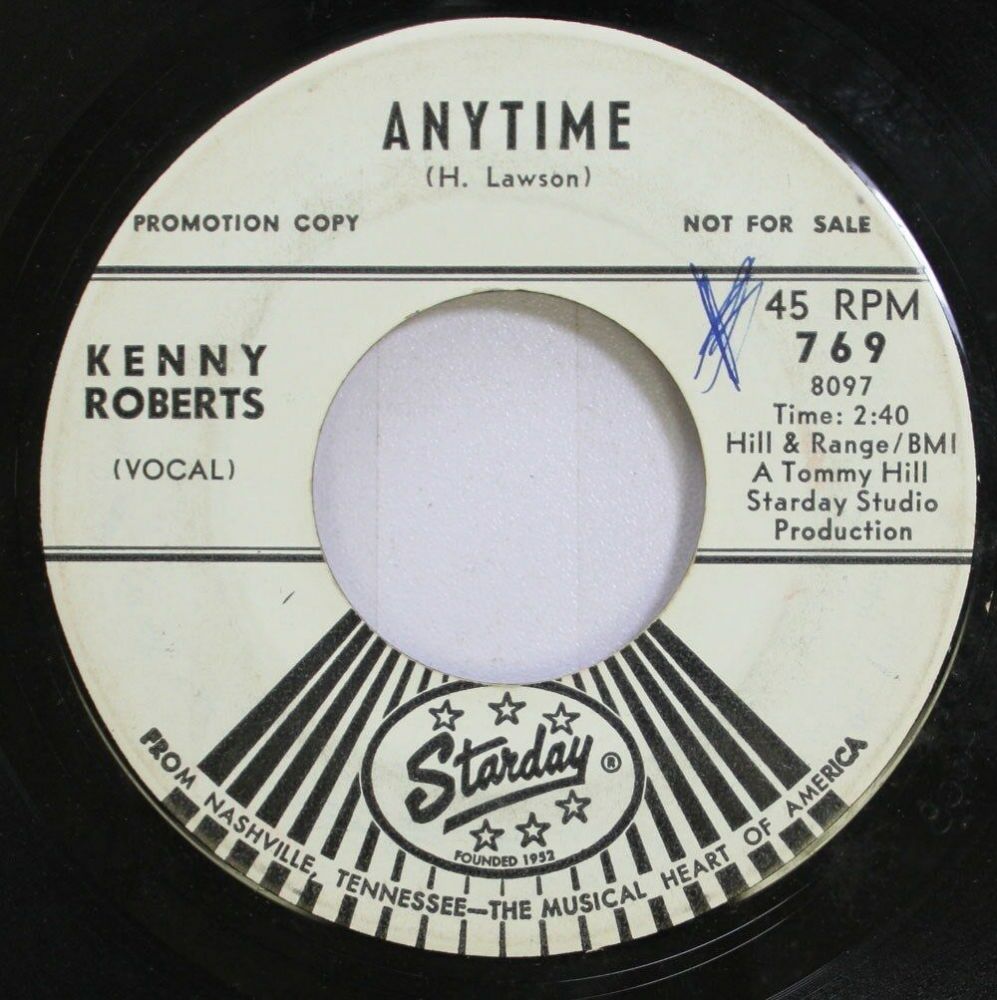 ANYTIME
(H. Lawson)
PROMOTION COPY
NOT FOR SALE
KENNY
ROBERTS
(VOCAL)
45 RPM
769
8097
Time: 2:40
Hill & Range/BMI
A Tommy Hill
Starday Studio
Production
Starday ®
FOUNDED 1952
FROM NASHVILLE, TENNESSEE—THE MUSICAL HEART OF AMERICA